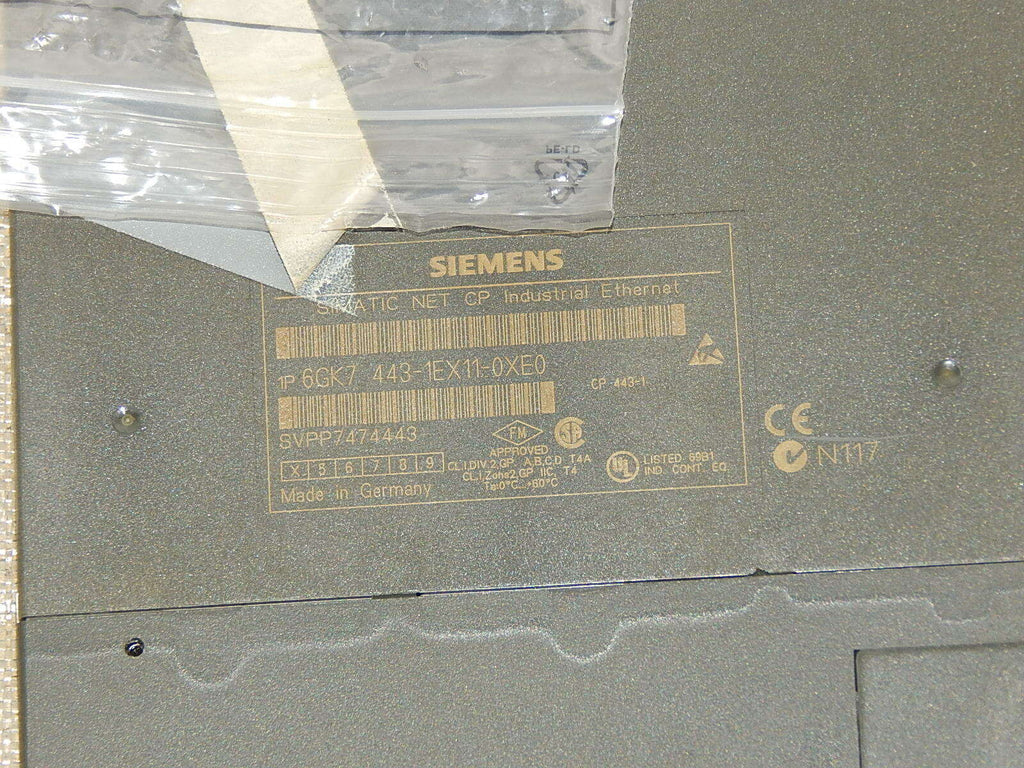 PE-LD
SIEMENS
SIMATIC NET CP Industrial Ethernet
1P 6GK7 443-1EX11-0XE0
CP 443-1
SVPP7474443-
FM
APPROVED
CL.I,DIV.2,GP. A,B,C,D T4A
CL.I,Zone2,GP. IIC, T4
Ta:0°C...+60°C
X 5 6 7 8 9
UL
LISTED 69B1
IND. CONT. EQ.
Made in Germany
CE
N117